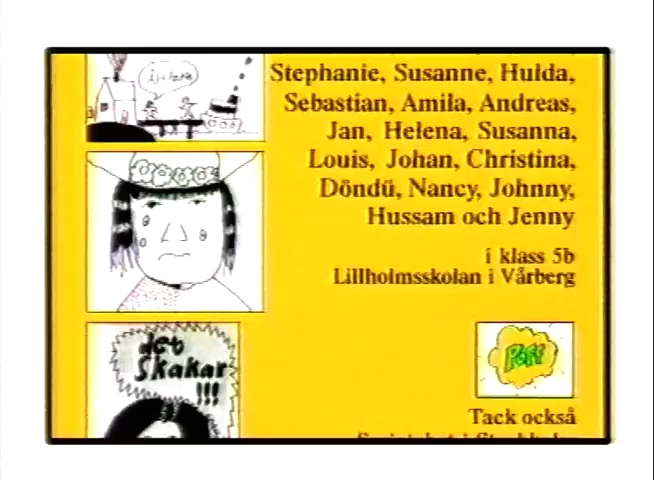 Stephanie, Susanne, Hulda,
Sebastian, Amila, Andreas,
Jan, Helena, Susanna,
Louis, Johan, Christina,
Döndü, Nancy, Johnny,
Hussam och Jenny
i klass 5b
Lillholmsskolan i Vårberg
det
skakar
!!!
Puff
Tack också